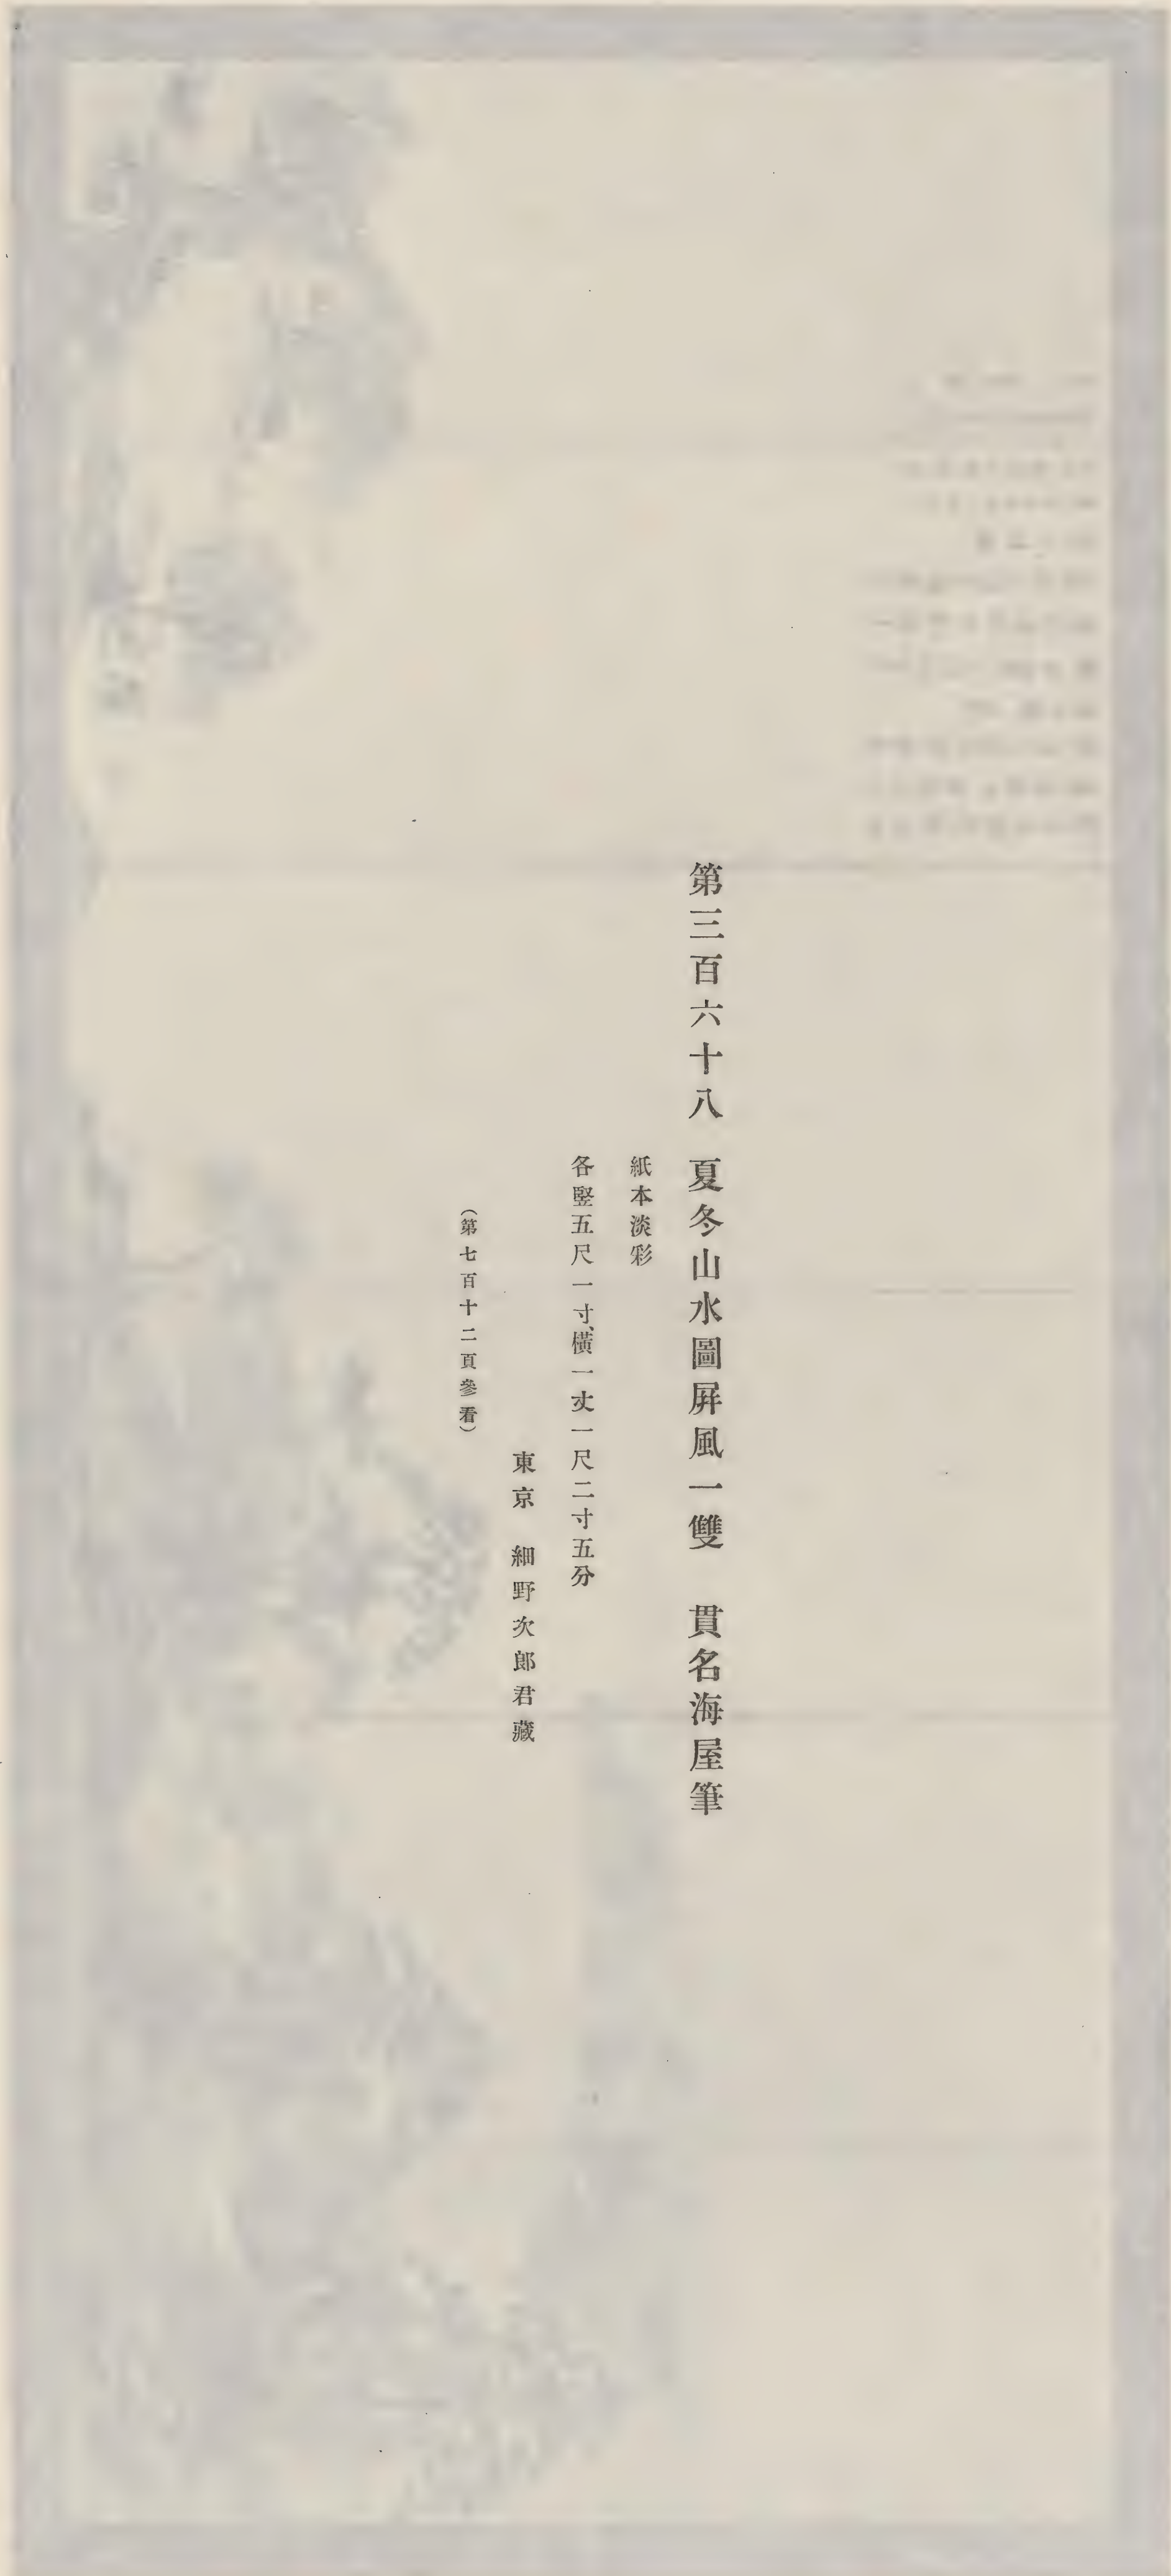 第三百六十八 夏冬山水圖屏風一雙 貫名海屋筆
紙本淡彩
各竪五尺一寸、横一丈一尺二寸五分
東京 細野次郎君藏
（第七百十二頁參看）